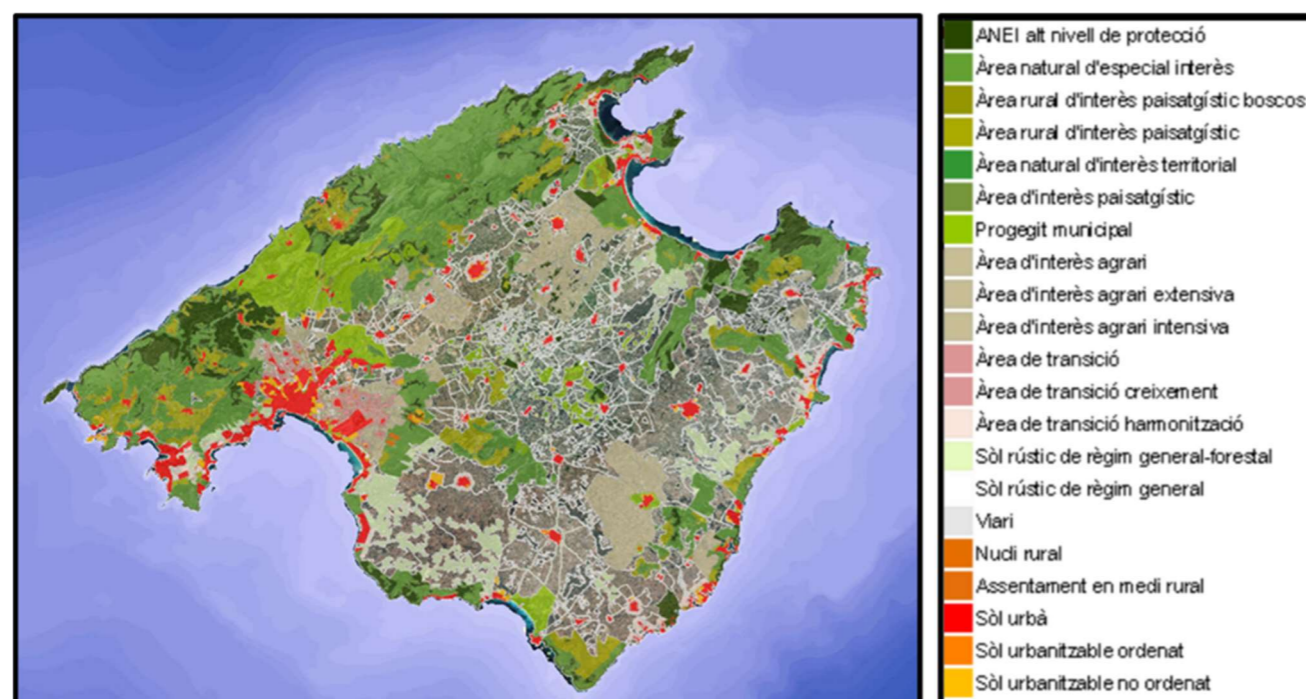 ANEI alt nivell de protecció
Àrea natural d'especial interès
Àrea rural d'interès paisatgístic boscos
Àrea rural d'interès paisatgístic
Àrea natural d'interès territorial
Àrea d'interès paisatgístic
Progegit municipal
Àrea d'interès agrari
Àrea d'interès agrari extensiva
Àrea d'interès agrari intensiva
Àrea de transició
Àrea de transició creixement
Àrea de transició harmonització
Sòl rústic de règim general-forestal
Sòl rústic de règim general
Viari
Nucli rural
Assentament en medi rural
Sòl urbà
Sòl urbanitzable ordenat
Sòl urbanitzable no ordenat